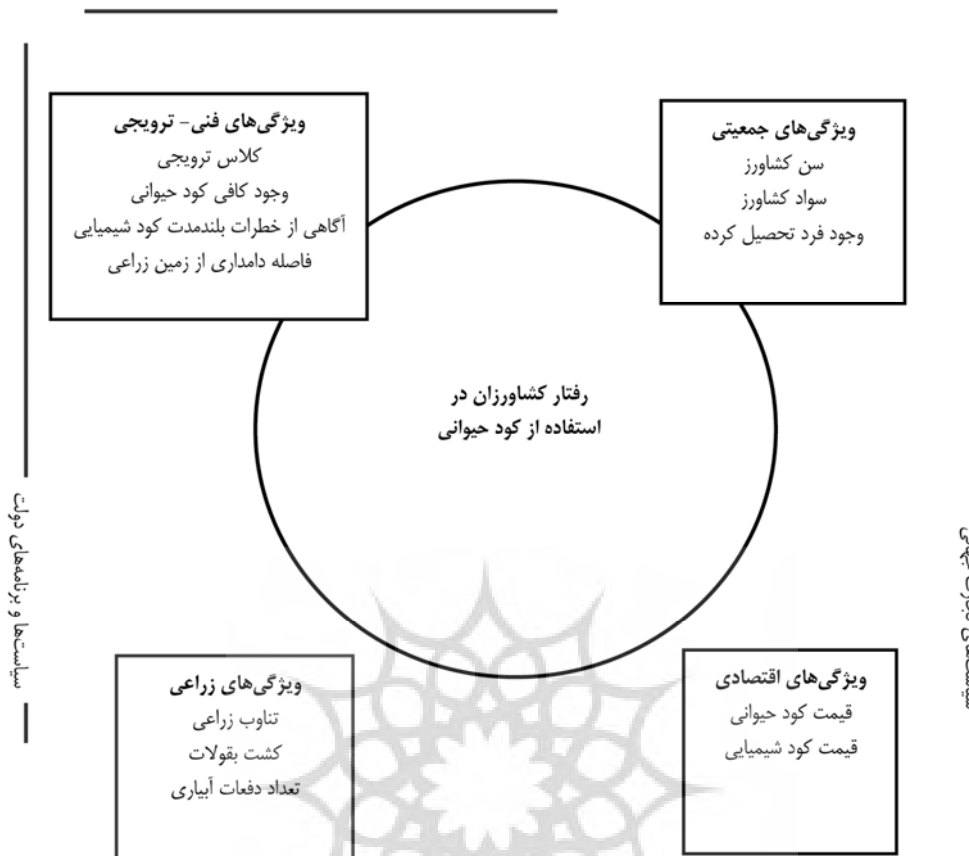 ویژگی‌های جمعیتی
سن کشاورز
سواد کشاورز
وجود فرد تحصیل کرده
ویژگی‌های فنی- ترویجی
کلاس ترویجی
وجود کافی کود حیوانی
آگاهی از خطرات بلندمدت کود شیمیایی
فاصله دامداری از زمین زراعی
رفتار کشاورزان در
استفاده از کود حیوانی
سیاست‌ها و برنامه‌های دولت
ویژگی‌های اقتصادی
قیمت کود حیوانی
قیمت کود شیمیایی
ویژگی‌های زراعی
تناوب زراعی
کشت بقولات
تعداد دفعات آبیاری